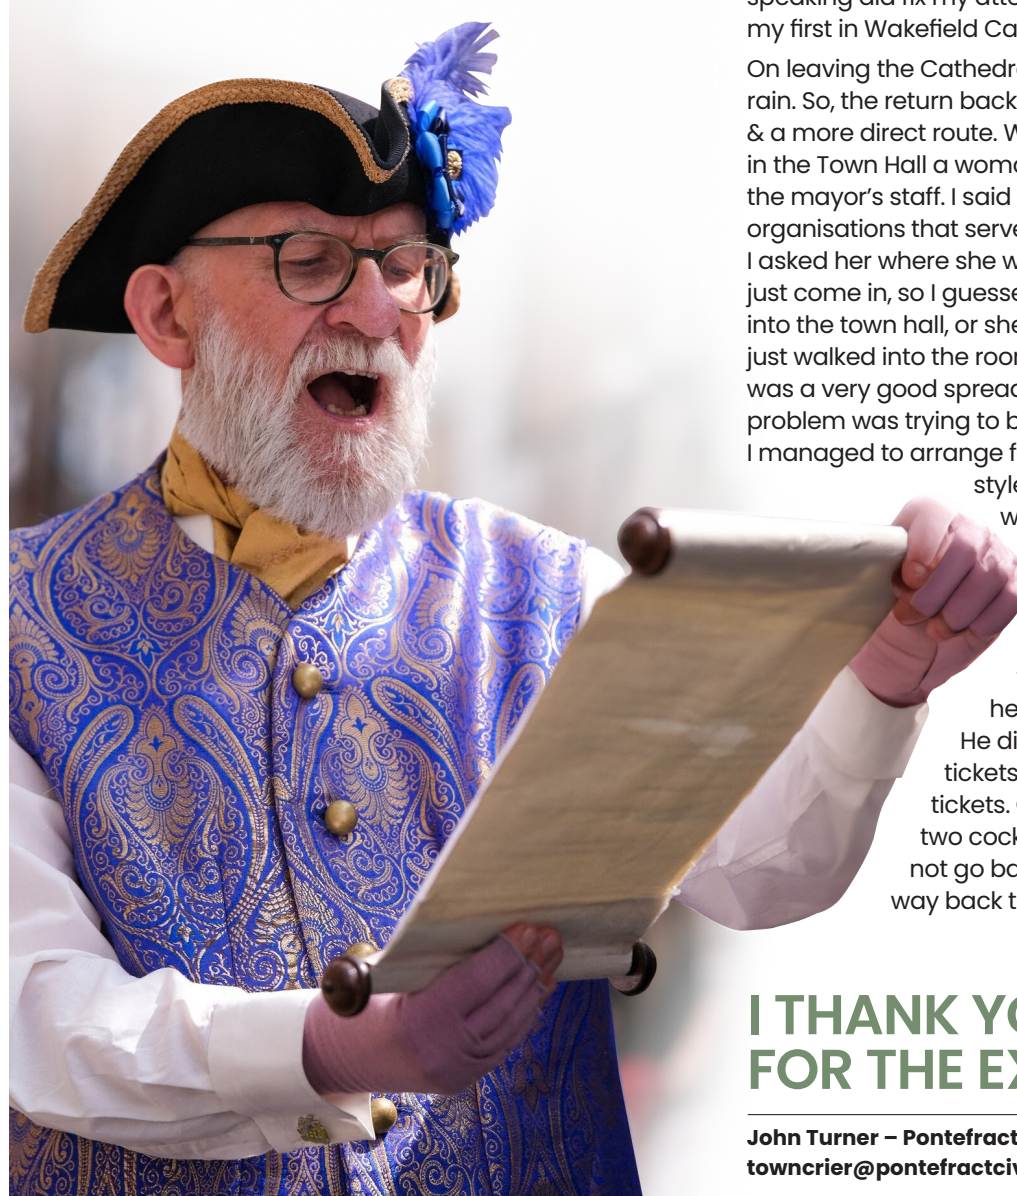 my first in Wakefield Ca
On leaving the Cathedr
rain. So, the return back
& a more direct route. W
in the Town Hall a wom
the mayor's staff. I said
organisations that serve
I asked her where she w
just come in, so I guesse
into the town hall, or she
just walked into the roo
was a very good spread
problem was trying to b
I managed to arrange f
style
w
he
He di
tickets
tickets.
two cock
not go ba
way back t
I THANK YO
FOR THE EX
John Turner – Pontefract
towncrier@pontefractciv